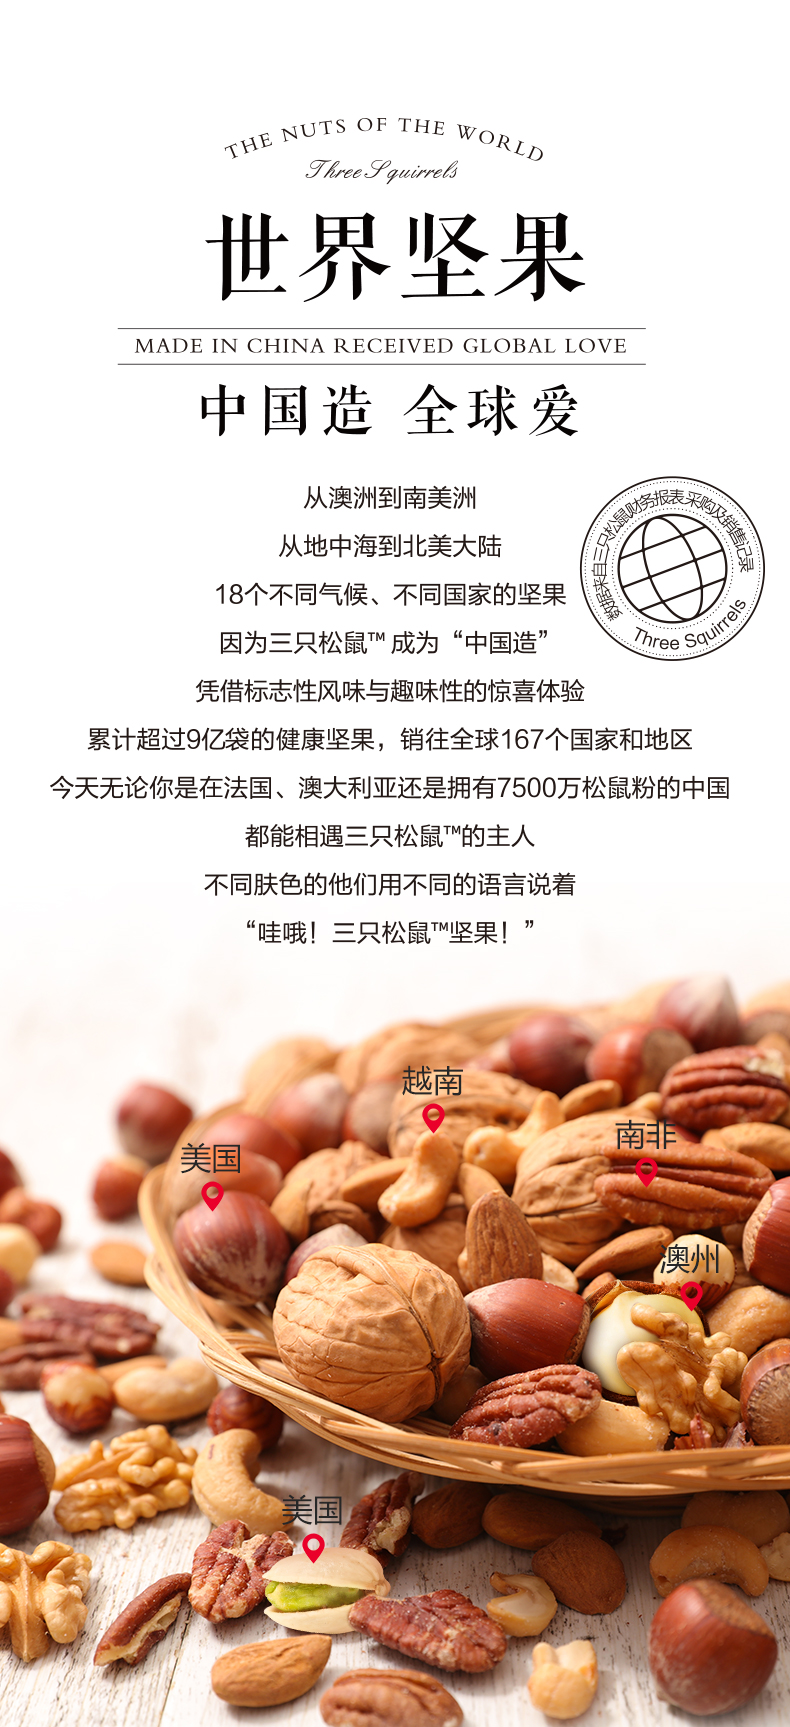 THE NUTS OF THE WORLD
Three Squirrels
世界坚果
MADE IN CHINA RECEIVED GLOBAL LOVE
中国造 全球爱
从澳洲到南美洲
从地中海到北美大陆
18个不同气候、不同国家的坚果
因为三只松鼠™ 成为“中国造”
凭借标志性风味与趣味性的惊喜体验
累计超过9亿袋的健康坚果，销往全球167个国家和地区
今天无论你是在法国、澳大利亚还是拥有7500万松鼠粉的中国
都能相遇三只松鼠™的主人
不同肤色的他们用不同的语言说着
“哇哦！三只松鼠™坚果！”
数据来自三只松鼠财务报表 采购及销售记录
Three Squirrels
越南
南非
美国
澳州
美国